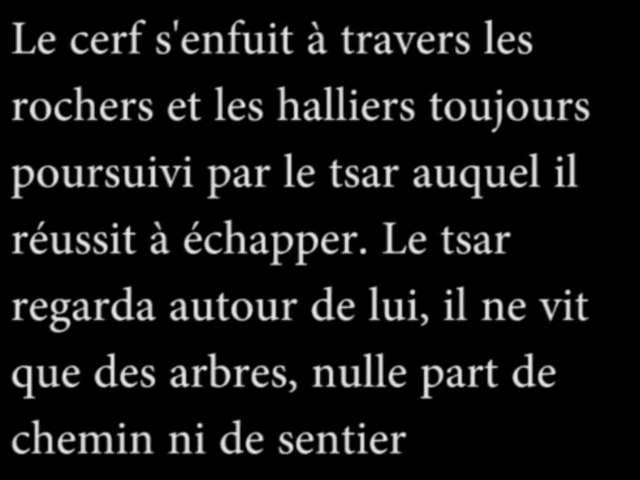 Le cerf s'enfuit à travers les
rochers et les halliers toujours
poursuivi par le tsar auquel il
réussit à échapper. Le tsar
regarda autour de lui, il ne vit
que des arbres, nulle part de
chemin ni de sentier